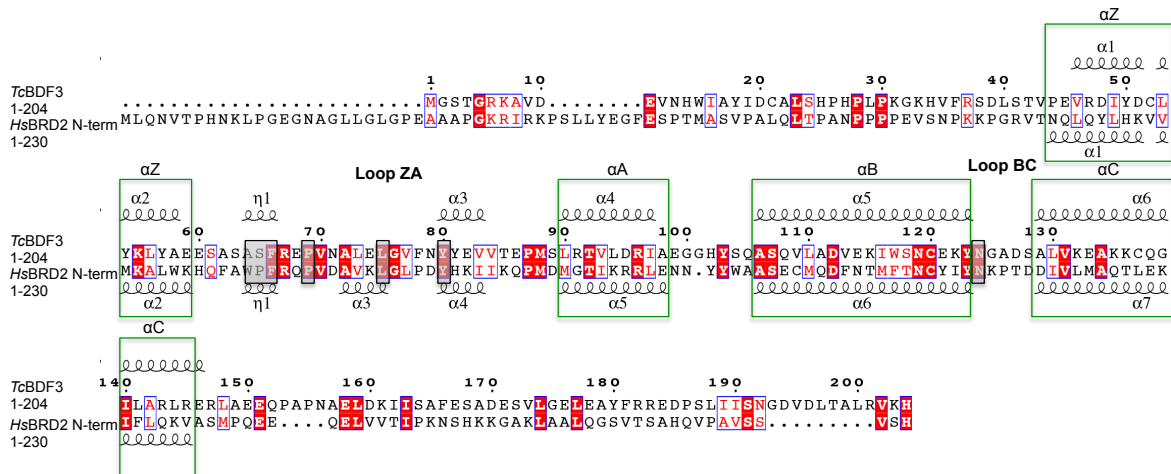 αZ
α1
1 10 20 30 40 50
TcBDF3 .........................MGSTGRKAVD........EVNHWIAYIDCALSHPHPLPKGKHVFRSDLSTVPEVRDIYDCL
1-204
HsBRD2 N-term MLQNVTPHNKLPGEGNAGLLGLGPEAAAPGKRIRKPSLLYEGFESPTMASVPALQLTPANPPPPEVSNPKKPGRVTNQLQYLHKVV
1-230
α1
αZ Loop ZA αA αB Loop BC αC
α2 η1 α3 α4 α5 α6
60 70 80 90 100 110 120 130
TcBDF3 YKLYAEESASASFREPVNALELGVFNYYEVVTEPMSLRTVLDRIAEGGHYSQASQVLADVEKIWSNCEKYNGADSALVKEAKKCQG
1-204
HsBRD2 N-term MKALWKHQFAWPFRQPVDAVKLGLPDYHKIIKQPMDMGTIKRRLENN.YYWAASECMQDFNTMFTNCYIYNKPTDDIVLMAQTLEK
1-230
α2 η1 α3 α4 α5 α6 α7
αC
140 150 160 170 180 190 200
TcBDF3 ILARLRERLAEEQPAPNAELDKIISAFESADESVLGELEAYFRREDPSLIISNGDVDLTALRVKH
1-204
HsBRD2 N-term IFLQKVASMPQEE....QELVVTIPKNSHKKGAKLAALQGSVTSAHQVPAVSS.........VSH
1-230